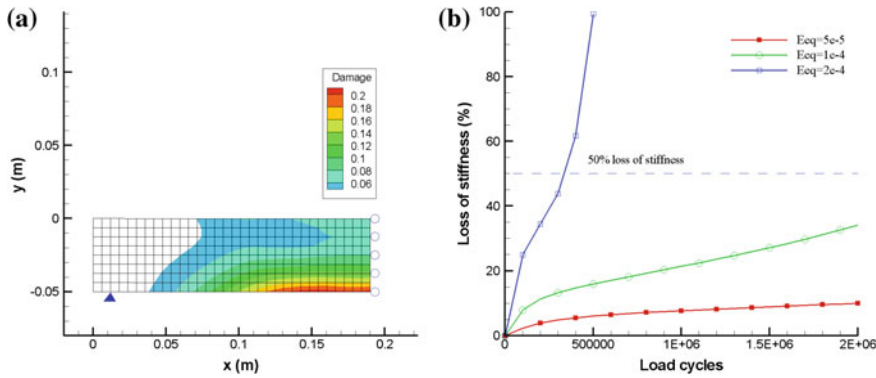 (a)
0.1
0.05
0
-0.05
y (m)
0
0.05
0.1
0.15
0.2
x (m)
Damage
0.2
0.18
0.16
0.14
0.12
0.1
0.08
0.06
(b)
100
80
60
40
20
0
Loss of stiffness (%)
500000
1E+06
1.5E+06
2E+06
Load cycles
Eeq=5e-5
Eeq=1e-4
Eeq=2e-4
50% loss of stiffness